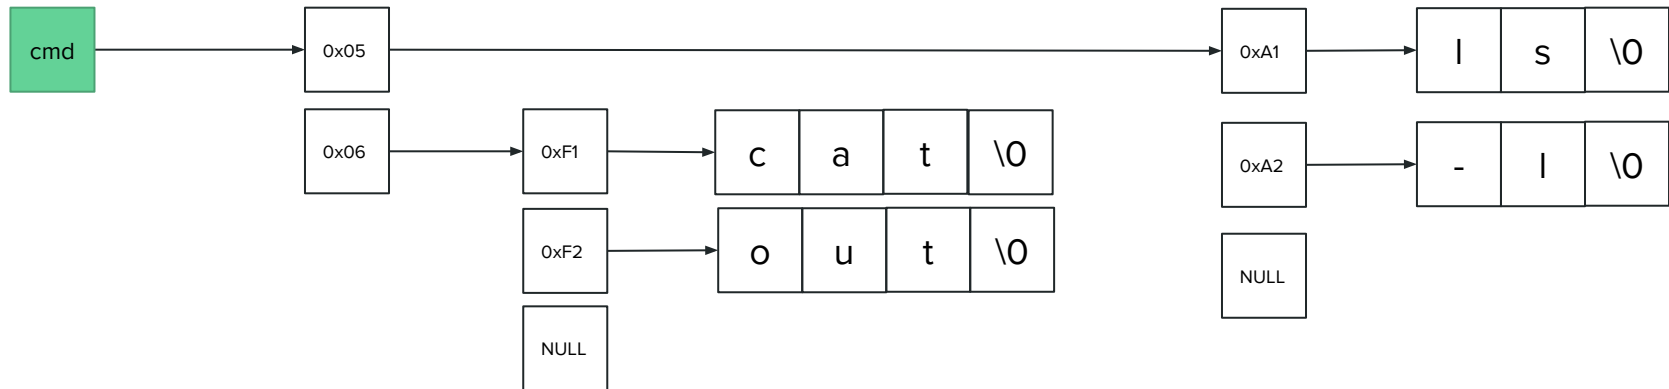 cmd 0x05 0xA1 l s \0
0x06 0xF1 c a t \0
0xA2 - l \0
0xF2 o u t \0
NULL
NULL